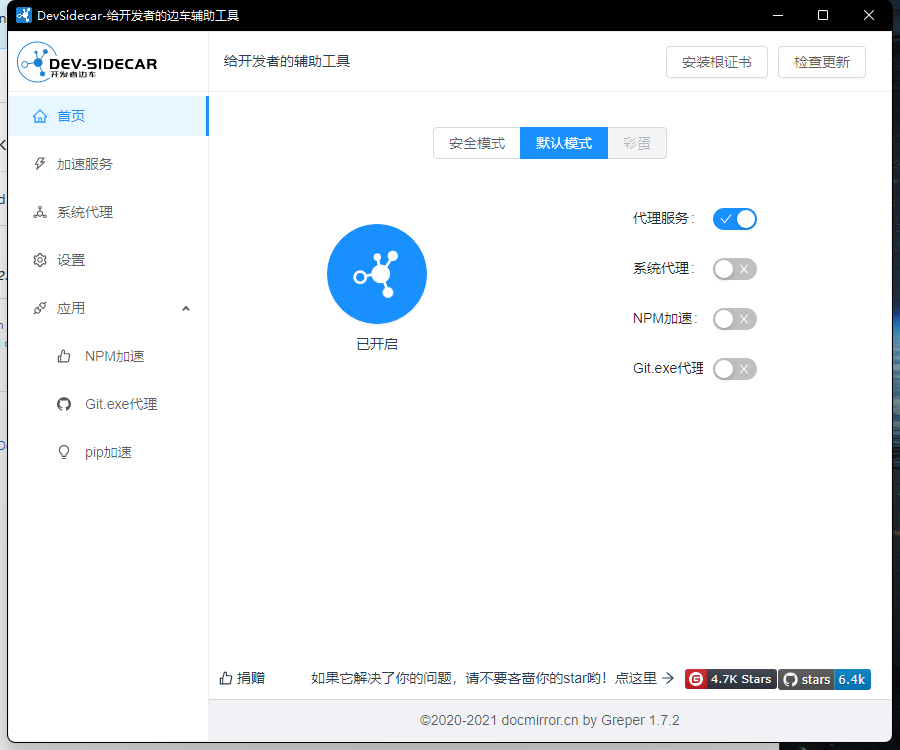 DevSidecar-给开发者的边车辅助工具
DEV-SIDECAR
开发者边车
给开发者的辅助工具
安装根证书
检查更新
首页
加速服务
系统代理
设置
应用
NPM加速
Git.exe代理
pip加速
安全模式
默认模式
彩蛋
已开启
代理服务：
系统代理：
NPM加速：
Git.exe代理
捐赠
如果它解决了你的问题，请不要吝啬你的star哟！点这里
4.7K Stars
stars 6.4k
©2020-2021 docmirror.cn by Greper 1.7.2